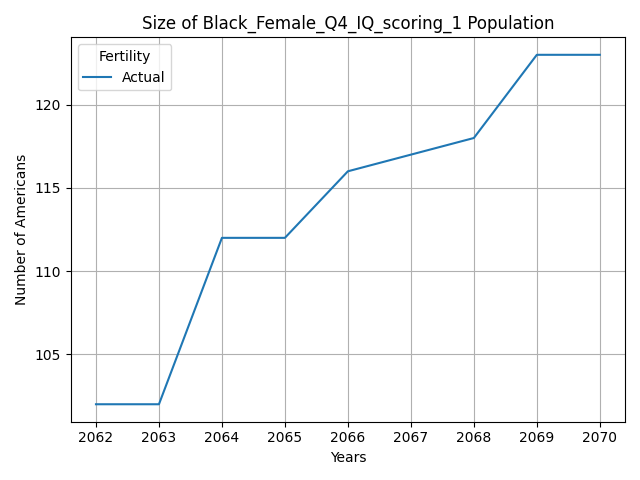 Size of Black_Female_Q4_IQ_scoring_1 Population
Fertility
Actual
Number of Americans
120
115
110
105
2062 2063 2064 2065 2066 2067 2068 2069 2070
Years